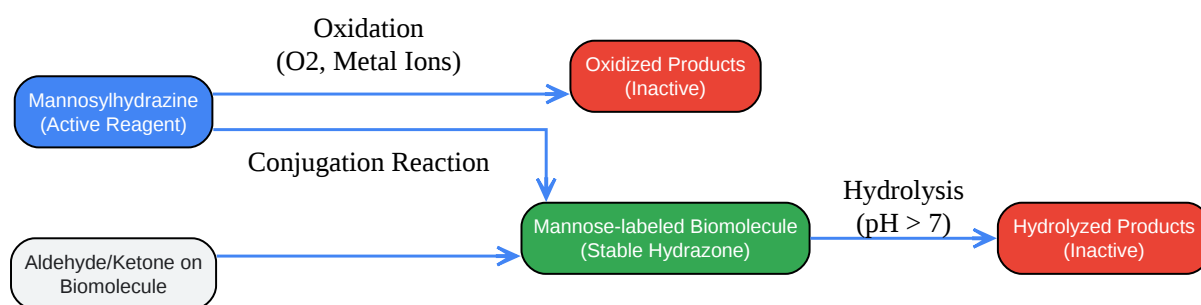 Oxidation
(O2, Metal Ions)
Oxidized Products
(Inactive)
Mannosylhydrazine
(Active Reagent)
Conjugation Reaction
Hydrolysis
(pH > 7)
Mannose-labeled Biomolecule
(Stable Hydrazone)
Hydrolyzed Products
(Inactive)
Aldehyde/Ketone on
Biomolecule